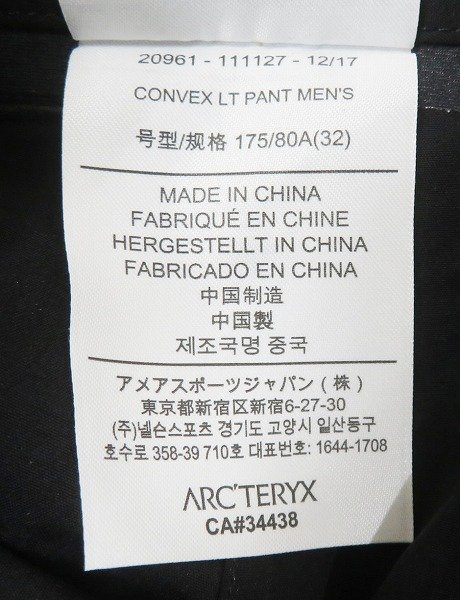 20961 - 111127 - 12/17
CONVEX LT PANT MEN'S
号型/规格 175/80A(32)
MADE IN CHINA
FABRIQUÉ EN CHINE
HERGESTELLT IN CHINA
FABRICADO EN CHINA
中国制造
中国製
제조국명 중국
アメアスポーツジャパン(株)
東京都新宿区新宿6-27-30
(주)넬슨스포츠 경기도 고양시 일산동구
호수로 358-39 710호 대표번호: 1644-1708
ARC'TERYX
CA#34438